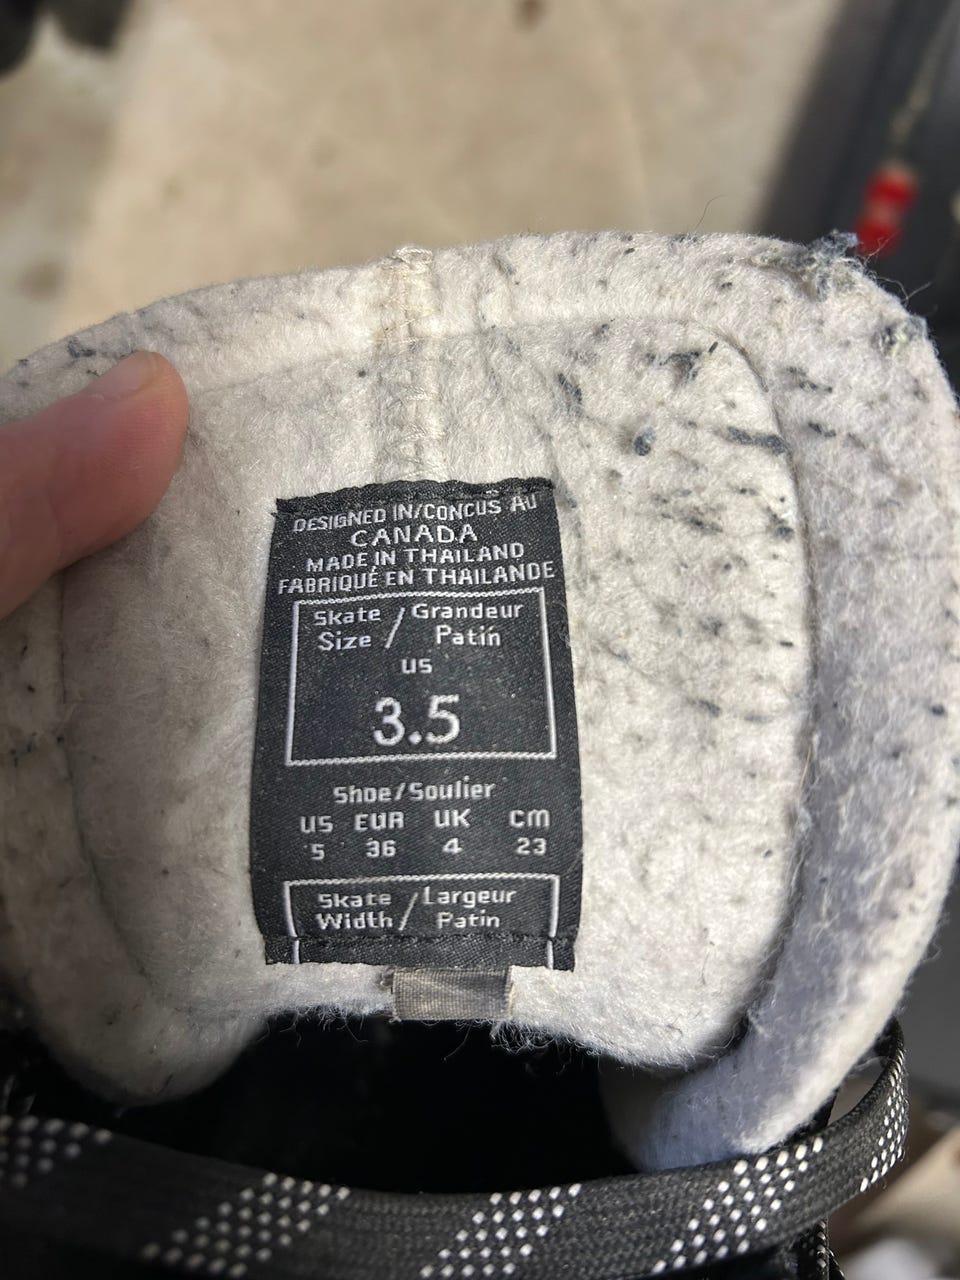 DESIGNED IN/CONCUS AU
CANADA
MADE IN THAILAND
FABRIQUÉ EN THAILANDE
Skate / Grandeur
Size / Patin
US
3.5
Shoe/Soulier
US EUR UK cm
5 36 4 23
Skate / Largeur
Width / Patin